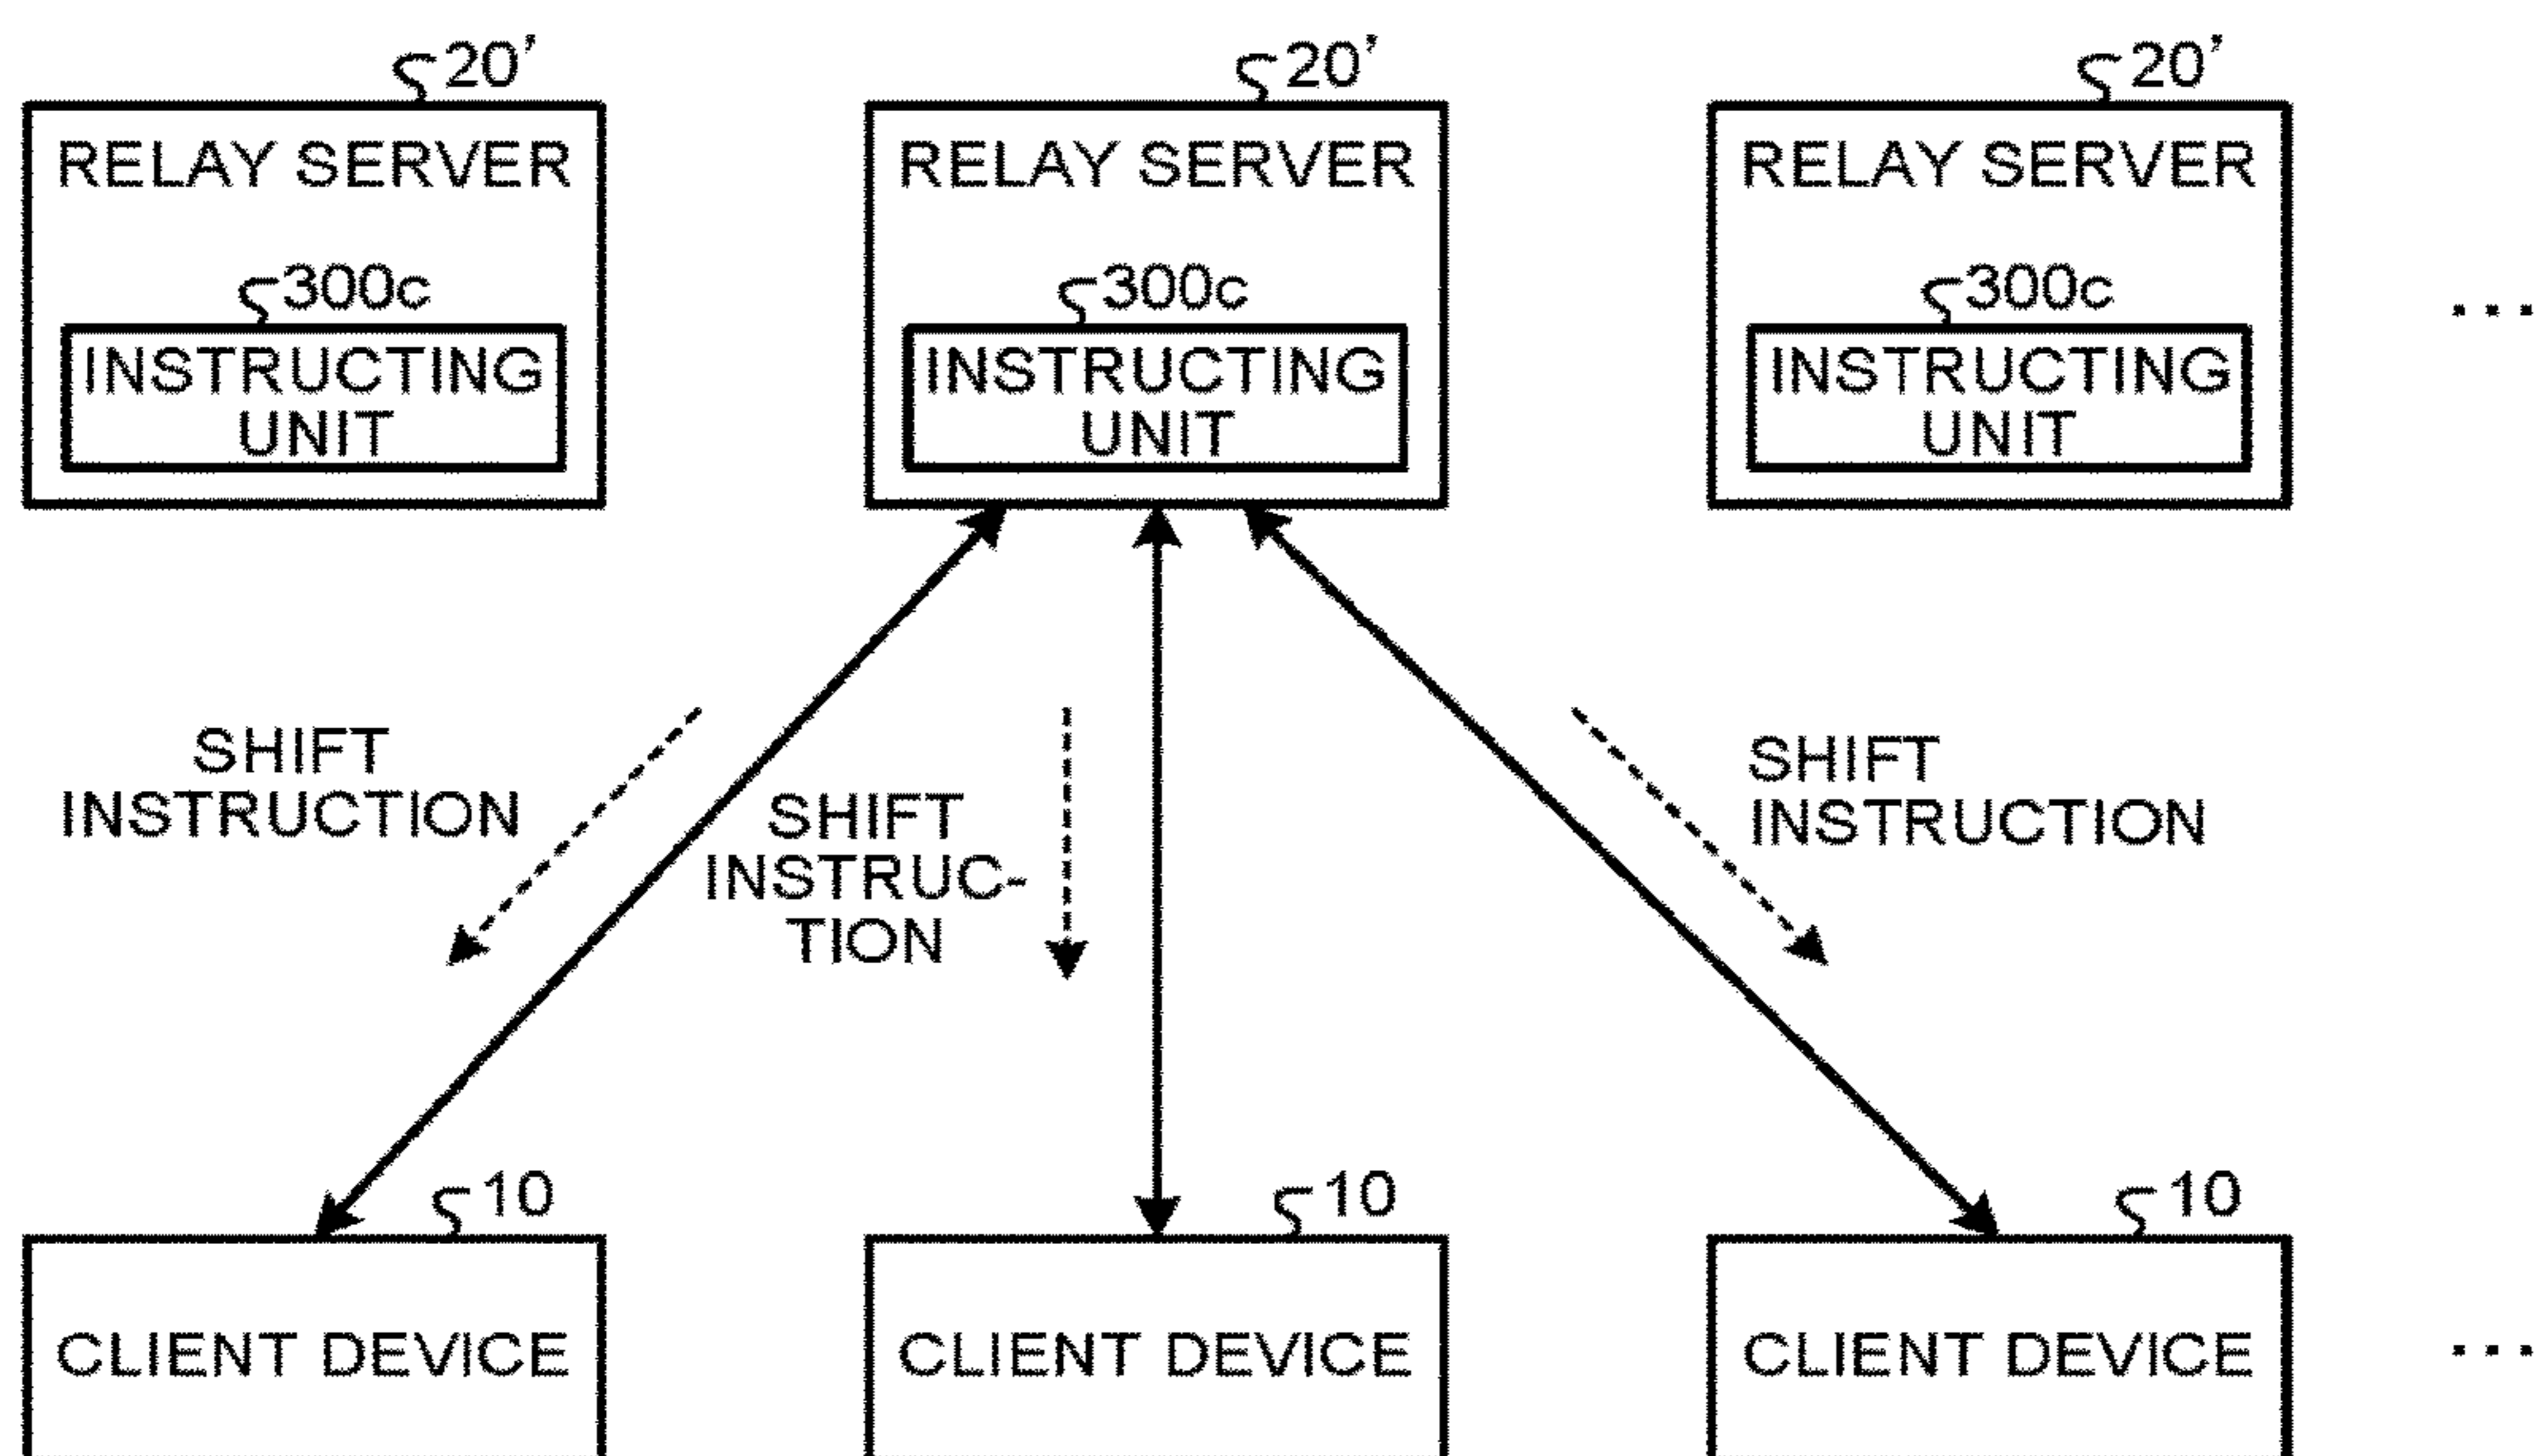 20’
20’
20’
RELAY SERVER
RELAY SERVER
RELAY SERVER
300c
300c
300c
INSTRUCTING
UNIT
INSTRUCTING
UNIT
INSTRUCTING
UNIT
...
SHIFT
INSTRUCTION
SHIFT
INSTRUC-
TION
SHIFT
INSTRUCTION
10
10
10
CLIENT DEVICE
CLIENT DEVICE
CLIENT DEVICE
...